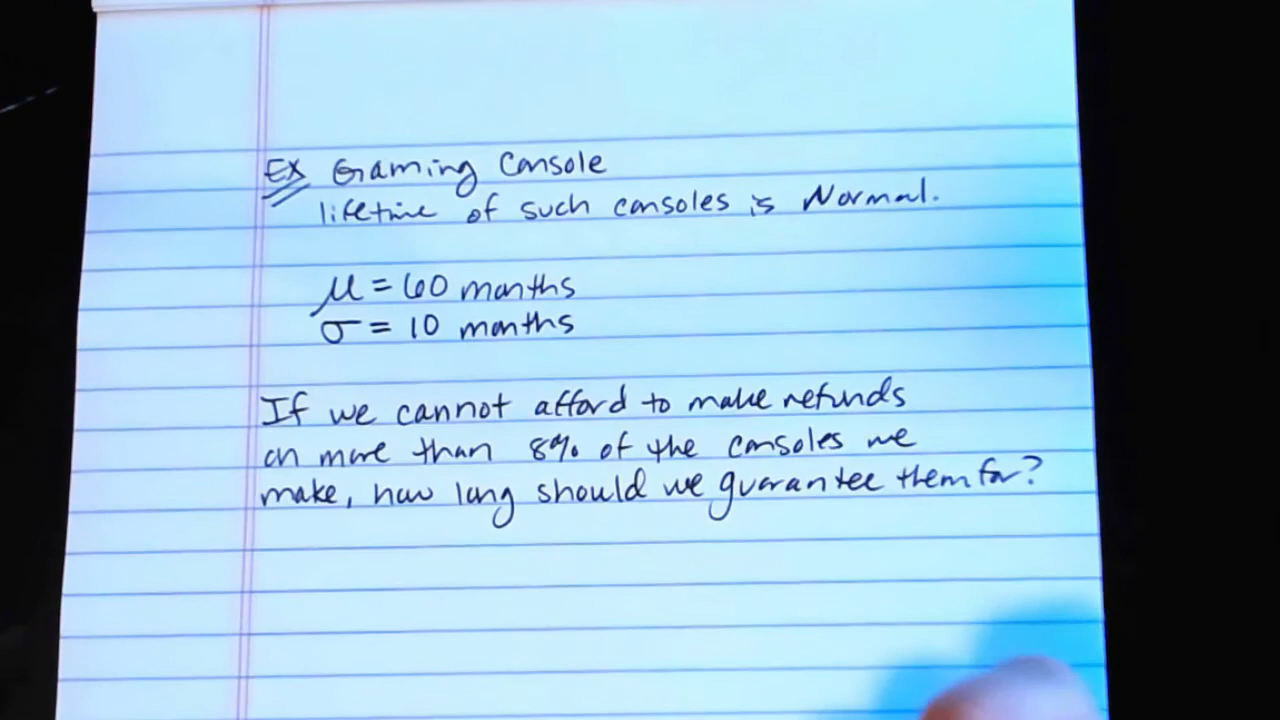 EX Gaming Console
lifetime of such consoles is Normal.
μ = 60 months
σ = 10 months
If we cannot afford to make refunds
on more than 8% of the consoles we
make, how long should we guarantee them for?